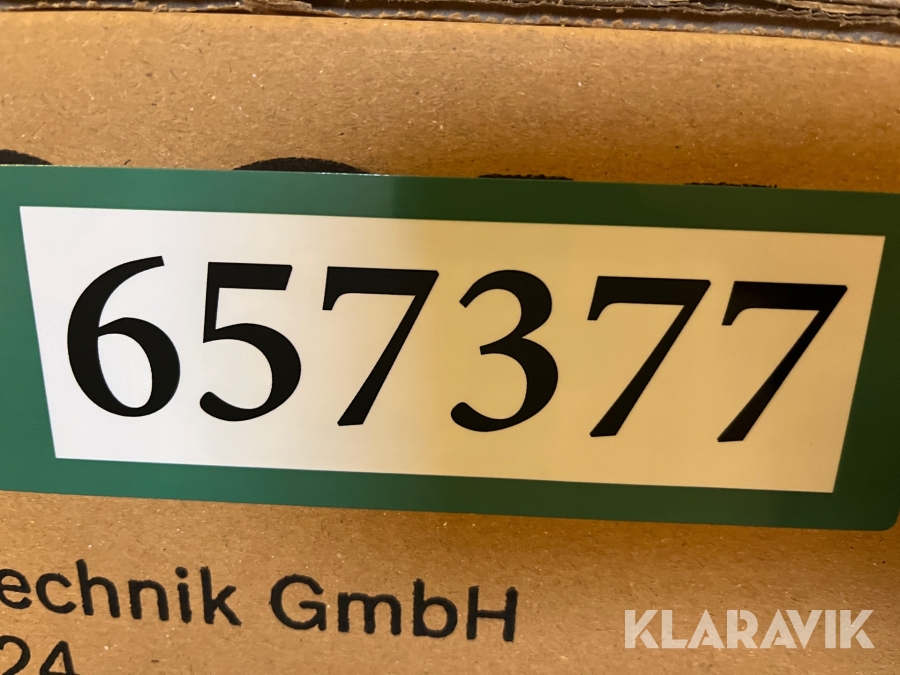 657377
echnik GmbH
24
KLARAVIK